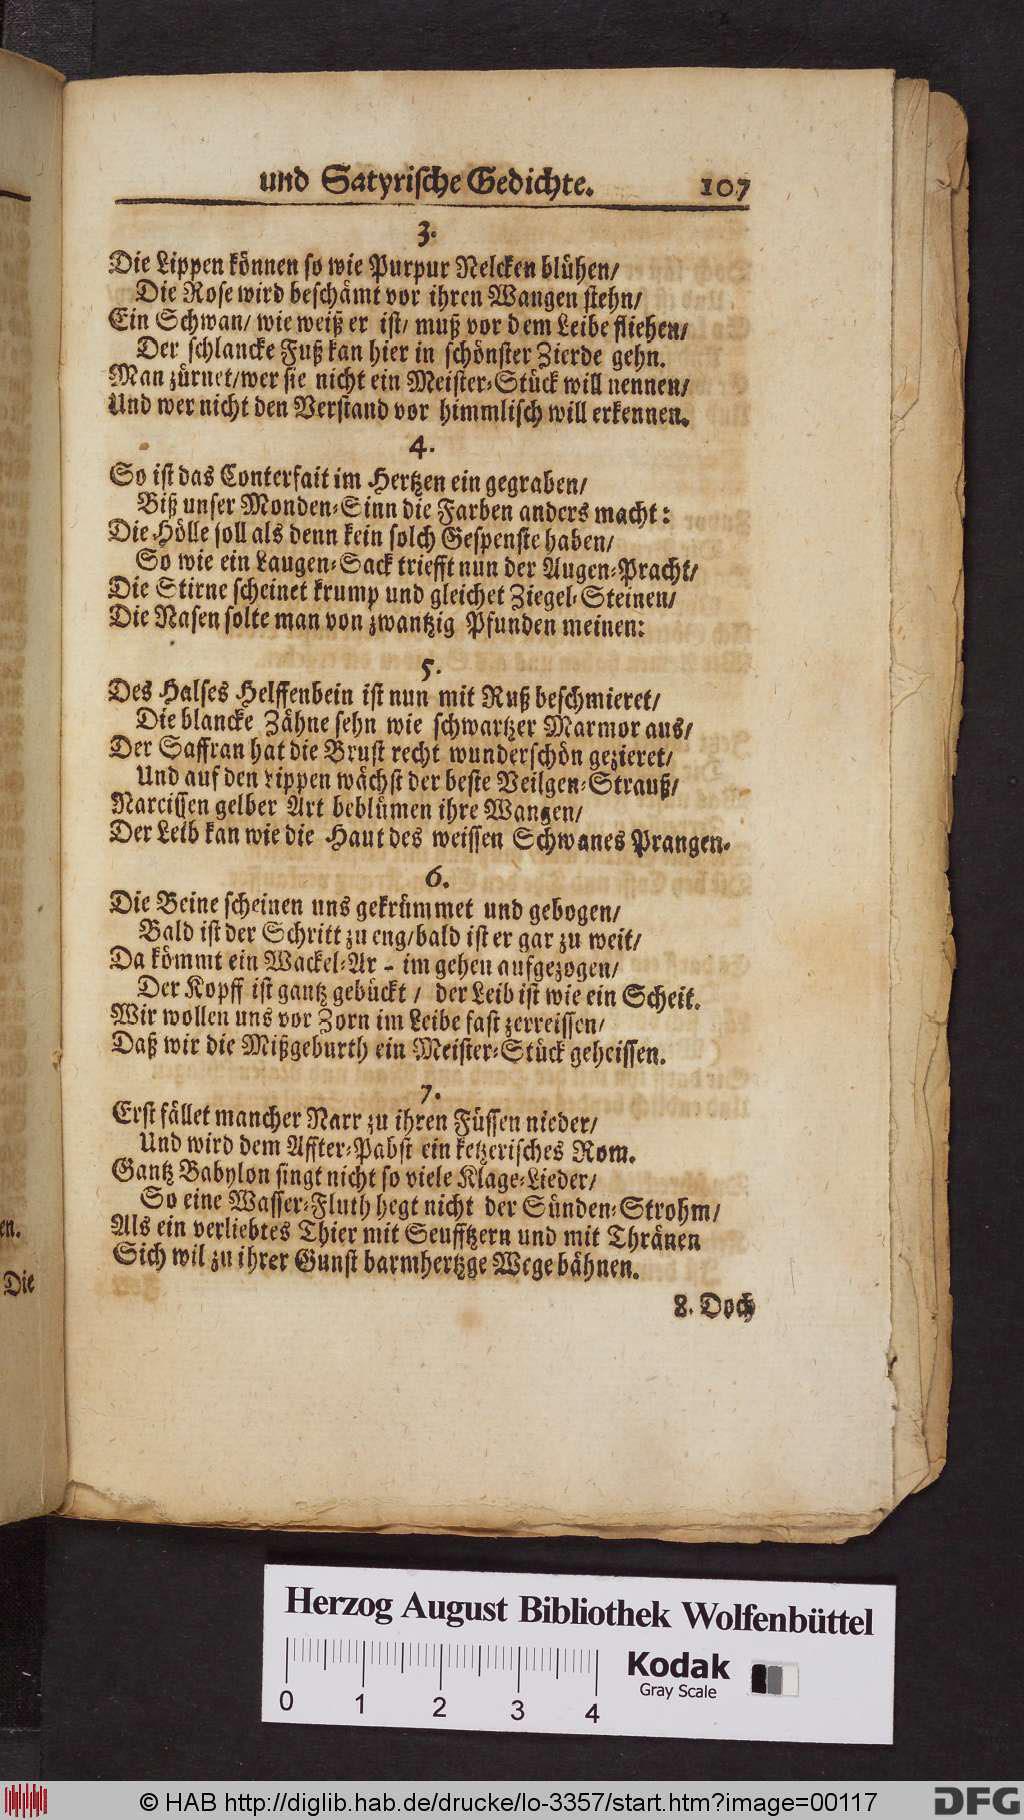 und Satyrische Gedichte. 107
3.
Die Lippen können so wie Purpur Nelcken blühen/
Die Rose wird beschämt vor ihren Wangen stehn/
Ein Schwan/ wie weiß er ist/ muß vor dem Leibe fliehen/
Der schlancke Fuß kan hier in schönster Zierde gehn.
Man zürnet/wer sie nicht ein Meister-Stück will nennen/
Und wer nicht den Verstand vor himmlisch will erkennen.
4.
So ist das Conterfait im Hertzen ein gegraben/
Biß unser Monden-Sinn die Farben anders macht:
Die Hölle soll als denn kein solch Gespenste haben/
So wie ein Laugen-Sack triefft nun der Augen-Pracht/
Die Stirne scheinet krump und gleichet Ziegel-Steinen/
Die Nasen solte man von zwantzig Pfunden meinen:
5.
Des Halses Helffenbein ist nun mit Ruß beschmieret/
Die blancke Zähne sehn wie schwartzer Marmor aus/
Der Saffran hat die Brust recht wunderschön gezieret/
Und auf den Lippen wächst der beste Veilgen-Strauß/
Narcissen gelber Art beblümen ihre Wangen/
Der Leib kan wie die Haut des weissen Schwanes Prangen.
6.
Die Beine scheinen uns gekrümmet und gebogen/
Bald ist der Schritt zu eng/bald ist er gar zu weit/
Da kömmt ein Wackel-Ar - im gehen aufgezogen/
Der Kopff ist gantz gebückt / der Leib ist wie ein Scheit.
Wir wollen uns vor Zorn im Leibe fast zerreissen/
Daß wir die Mißgeburth ein Meister-Stück geheissen.
7.
Erst fället mancher Narr zu ihren Füssen nieder/
Und wird dem Affter-Pabst ein ketzerisches Rom.
Gantz Babylon singt nicht so viele Klage-Lieder/
So eine Wasser-Fluth hegt nicht der Sünden-Strohm/
Als ein verliebtes Thier mit Seufftzern und mit Thränen
Sich wil zu ihrer Gunst barmhertzge Wege bähnen.
8. Doch
en.
Die
Herzog August Bibliothek Wolfenbüttel
Kodak
Gray Scale
0 1 2 3 4
© HAB http://diglib.hab.de/drucke/lo-3357/start.htm?image=00117
DFG